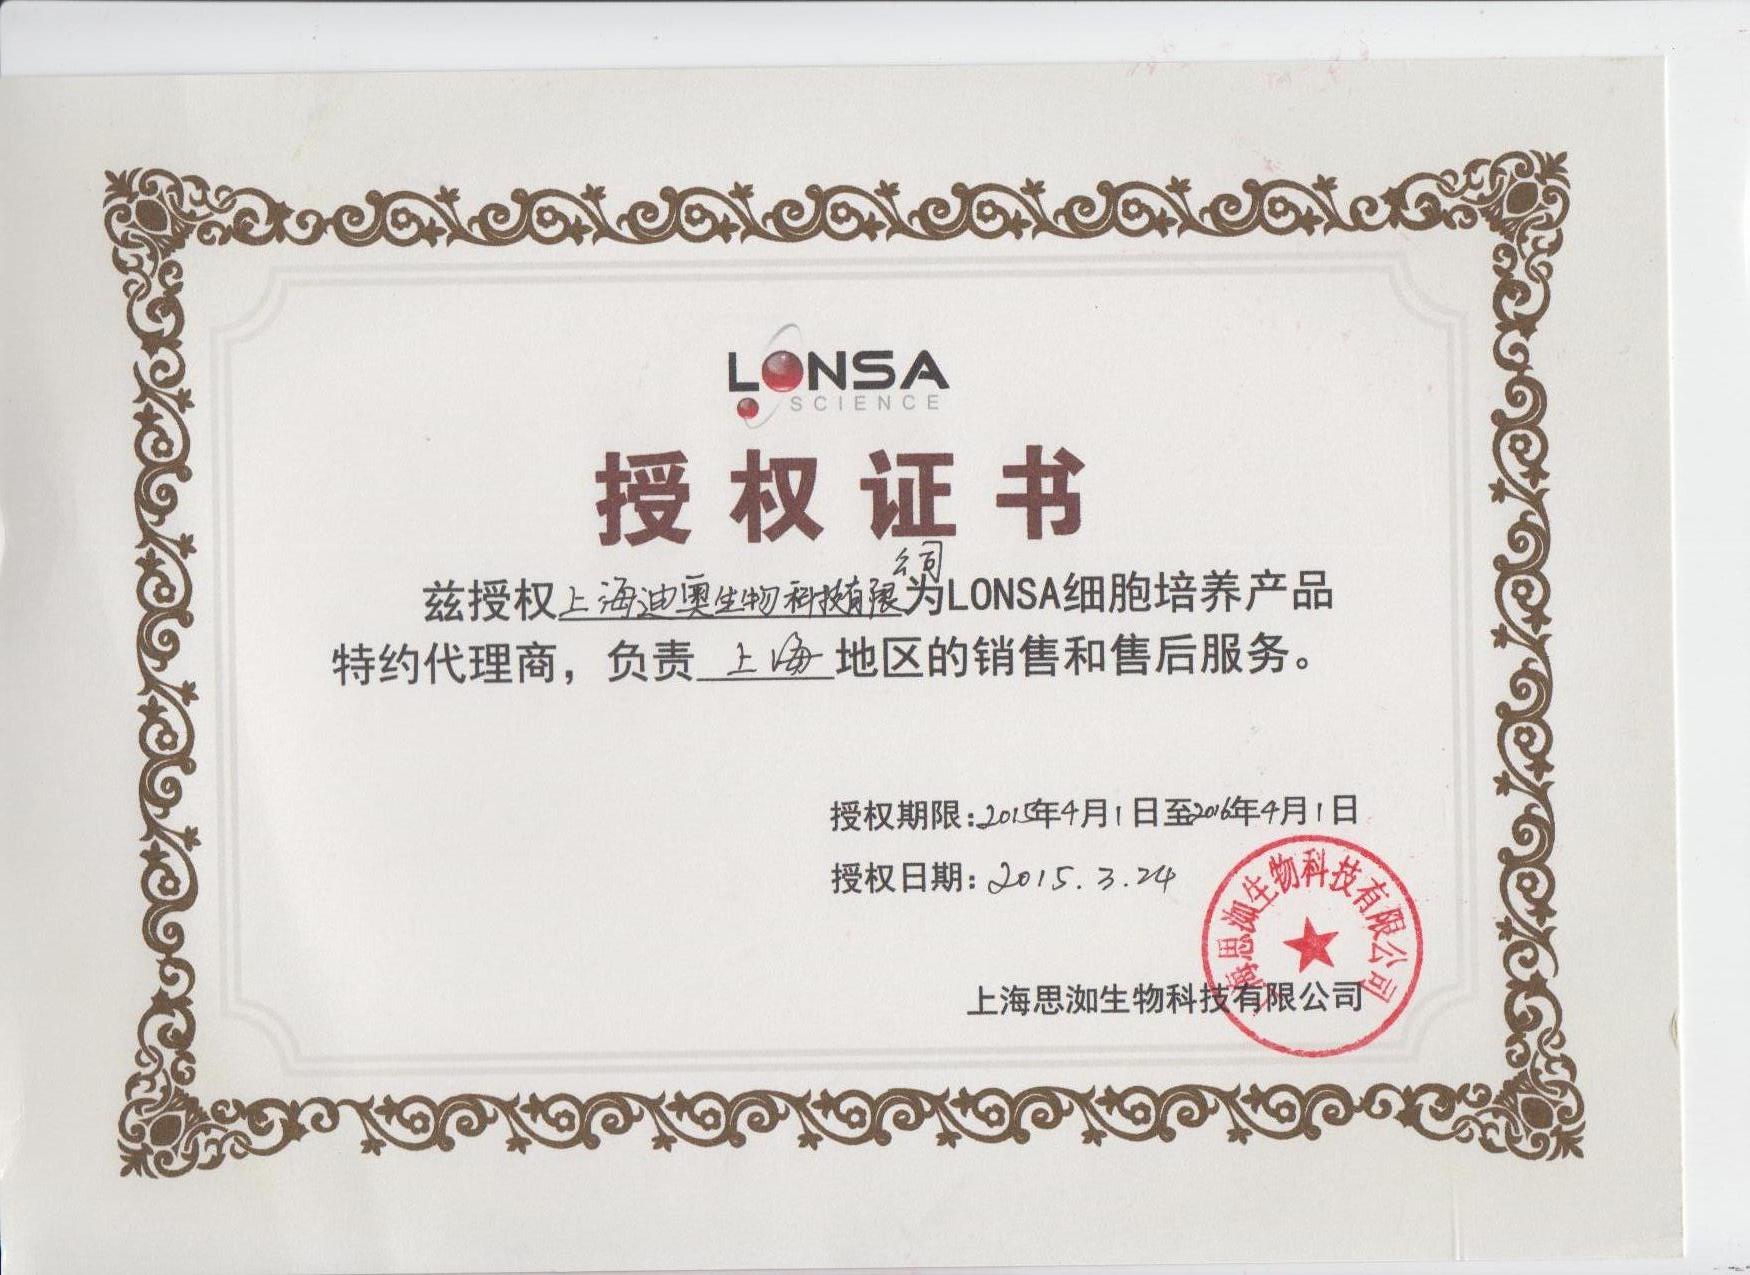 LONSA
SCIENCE
授权证书
兹授权上海迪奥生物科技有限公司为LONSA细胞培养产品
特约代理商，负责 上海 地区的销售和售后服务。
授权期限:2015年4月1日至2016年4月1日
授权日期:2015.3.24
上海思洳生物科技有限公司
上海思洳生物科技有限公司